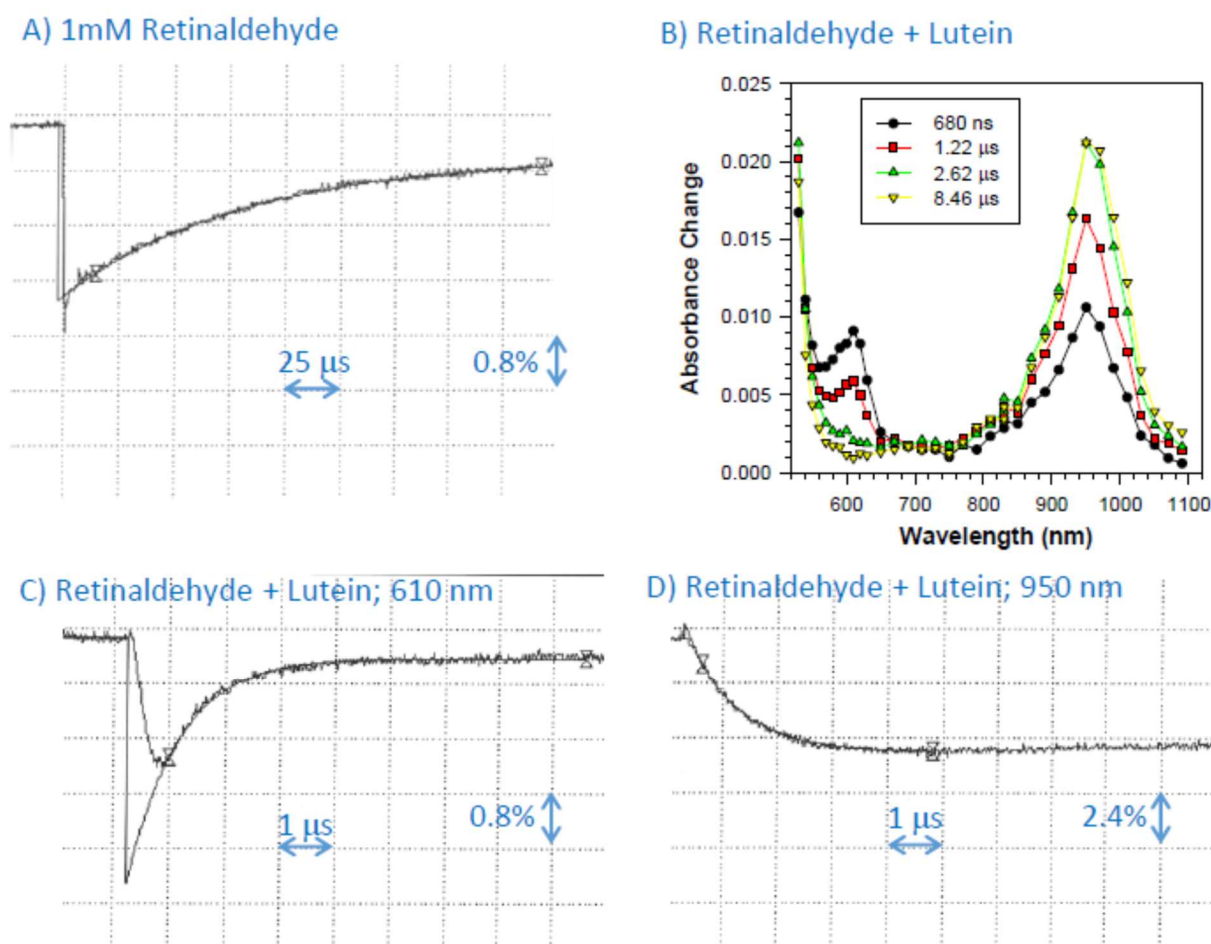 A) 1mM Retinaldehyde
25 µs
0.8%
B) Retinaldehyde + Lutein
0.025
0.020
0.015
0.010
0.005
0.000
Absorbance Change
680 ns
1.22 µs
2.62 µs
8.46 µs
600 700 800 900 1000 1100
Wavelength (nm)
C) Retinaldehyde + Lutein; 610 nm
1 µs
0.8%
D) Retinaldehyde + Lutein; 950 nm
1 µs
2.4%